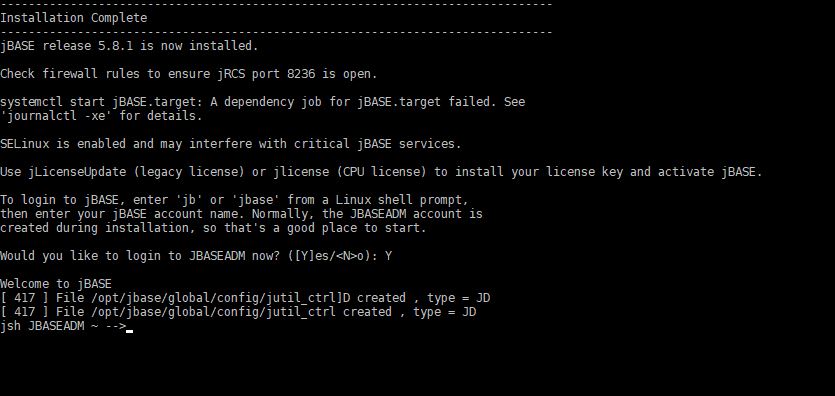 -------------------------------------------------------------------------------
Installation Complete
-------------------------------------------------------------------------------
jBASE release 5.8.1 is now installed.
Check firewall rules to ensure jRCS port 8236 is open.
systemctl start jBASE.target: A dependency job for jBASE.target failed. See
'journalctl -xe' for details.
SELinux is enabled and may interfere with critical jBASE services.
Use jLicenseUpdate (legacy license) or jlicense (CPU license) to install your license key and activate jBASE.
To login to jBASE, enter 'jb' or 'jbase' from a Linux shell prompt,
then enter your jBASE account name. Normally, the JBASEADM account is
created during installation, so that's a good place to start.
Would you like to login to JBASEADM now? ([Y]es/<N>o): Y
Welcome to jBASE
[ 417 ] File /opt/jbase/global/config/jutil_ctrl]D created , type = JD
[ 417 ] File /opt/jbase/global/config/jutil_ctrl created , type = JD
jsh JBASEADM ~ -->